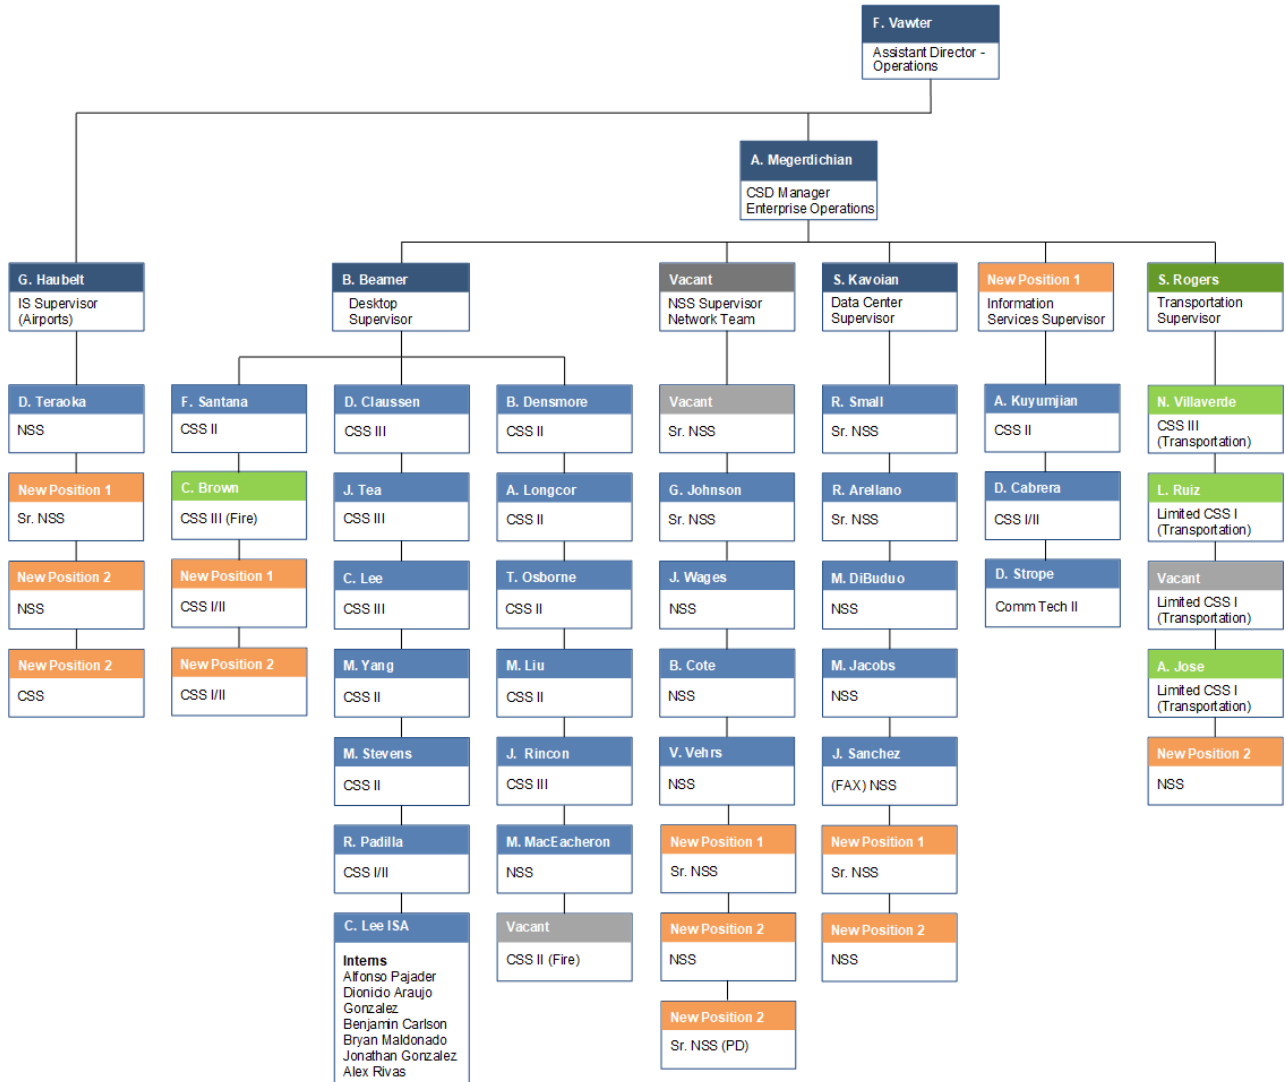 F. Vawter
Assistant Director -
Operations
A. Megerdichian
CSD Manager
Enterprise Operations
G. Haubelt
IS Supervisor
(Airports)
B. Beamer
Desktop
Supervisor
Vacant
NSS Supervisor
Network Team
S. Kavoian
Data Center
Supervisor
New Position 1
Information
Services Supervisor
S. Rogers
Transportation
Supervisor
D. Teraoka
NSS
New Position 1
Sr. NSS
New Position 2
NSS
New Position 2
CSS
F. Santana
CSS II
C. Brown
CSS III (Fire)
New Position 1
CSS I/II
New Position 2
CSS I/II
D. Claussen
CSS III
J. Tea
CSS III
C. Lee
CSS III
M. Yang
CSS II
M. Stevens
CSS II
R. Padilla
CSS I/II
C. Lee ISA
Interns
Alfonso Pajader
Dionicio Araujo
Gonzalez
Benjamin Carlson
Bryan Maldonado
Jonathan Gonzalez
Alex Rivas
B. Densmore
CSS II
A. Longcor
CSS II
T. Osborne
CSS II
M. Liu
CSS II
J. Rincon
CSS III
M. MacEacheron
NSS
Vacant
CSS II (Fire)
Vacant
Sr. NSS
G. Johnson
Sr. NSS
J. Wages
NSS
B. Cote
NSS
V. Vehrs
NSS
New Position 1
Sr. NSS
New Position 2
NSS
New Position 2
Sr. NSS (PD)
R. Small
Sr. NSS
R. Arellano
Sr. NSS
M. DiBuduo
NSS
M. Jacobs
NSS
J. Sanchez
(FAX) NSS
New Position 1
Sr. NSS
New Position 2
NSS
A. Kuyumjian
CSS II
D. Cabrera
CSS I/II
D. Strope
Comm Tech II
N. Villaverde
CSS III
(Transportation)
L. Ruiz
Limited CSS I
(Transportation)
Vacant
Limited CSS I
(Transportation)
A. Jose
Limited CSS I
(Transportation)
New Position 2
NSS